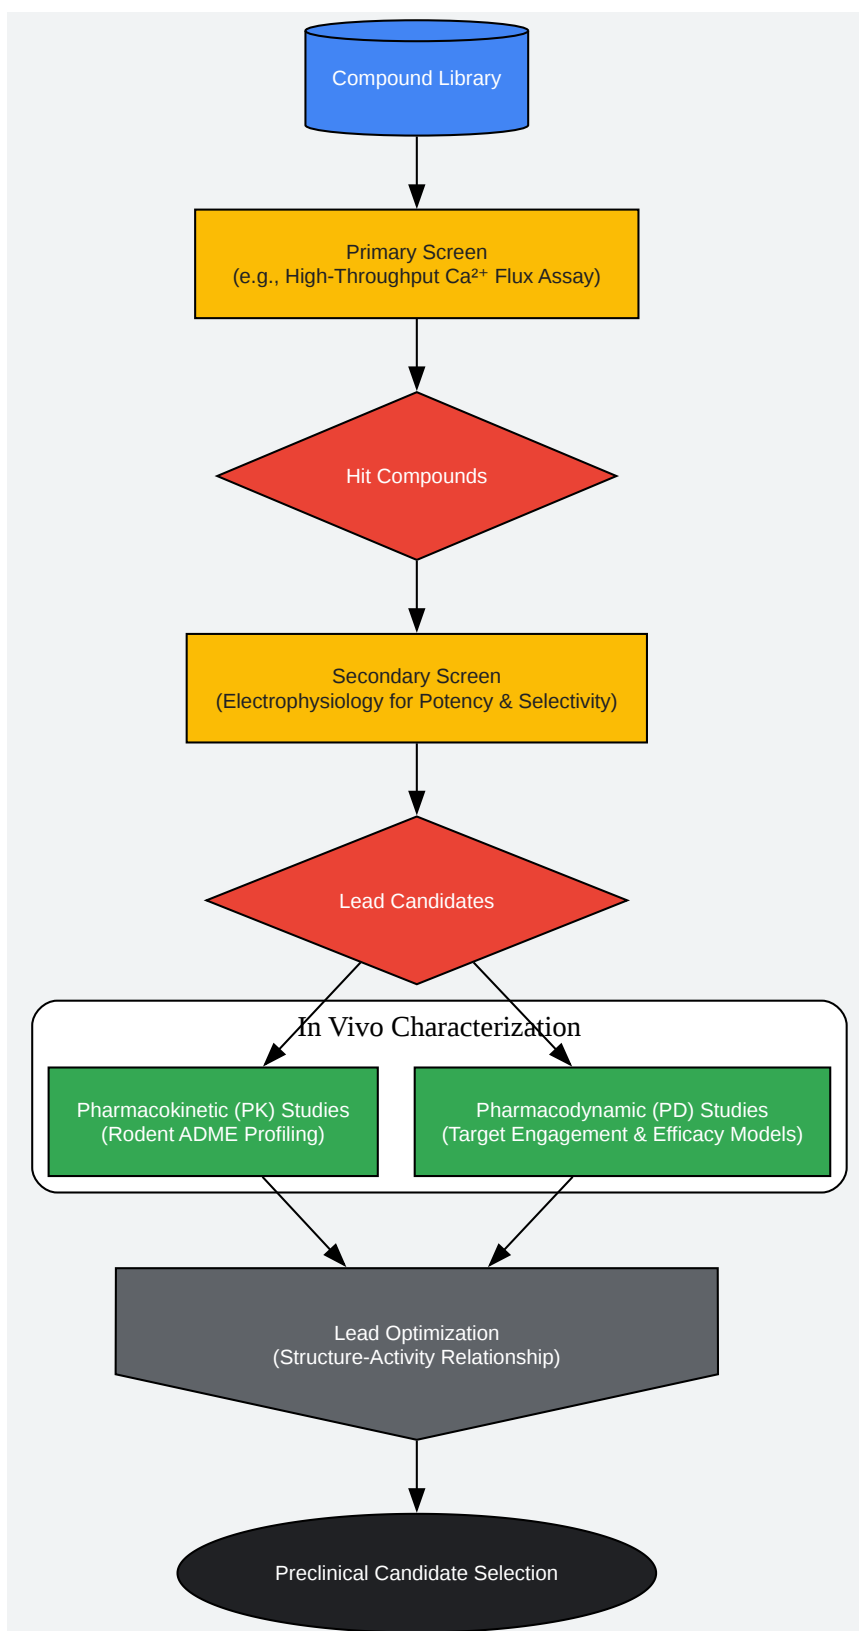 Compound Library
Primary Screen
(e.g., High-Throughput Ca²⁺ Flux Assay)
Hit Compounds
Secondary Screen
(Electrophysiology for Potency & Selectivity)
Lead Candidates
In Vivo Characterization
Pharmacokinetic (PK) Studies
(Rodent ADME Profiling)
Pharmacodynamic (PD) Studies
(Target Engagement & Efficacy Models)
Lead Optimization
(Structure-Activity Relationship)
Preclinical Candidate Selection